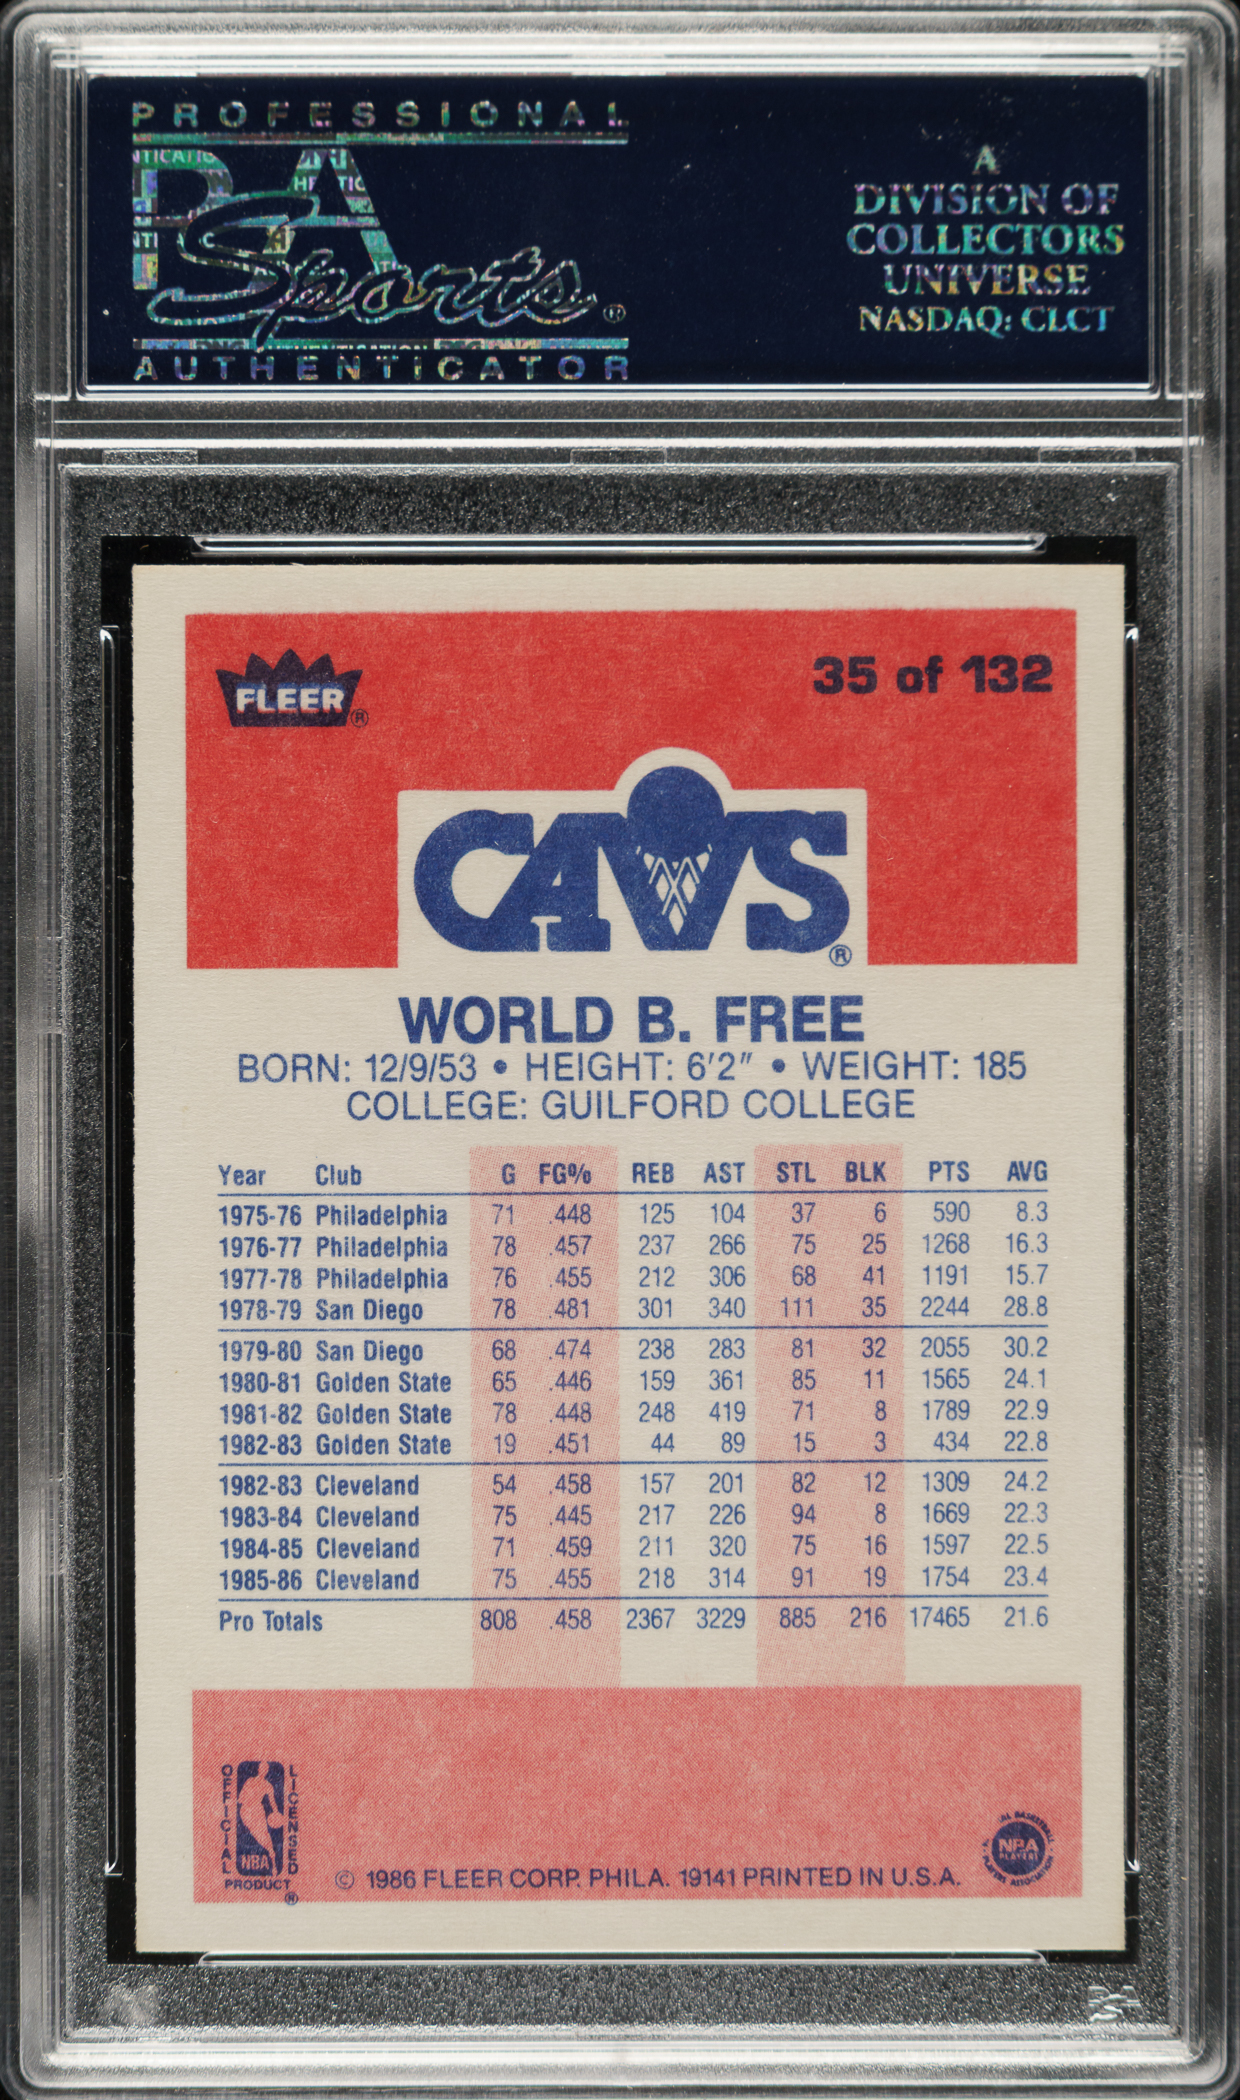 PROFESSIONAL
PSA
Sports®
AUTHENTICATOR
A
DIVISION OF
COLLECTORS
UNIVERSE
NASDAQ: CLCT
FLEER®
35 of 132
CAVS®
WORLD B. FREE
BORN: 12/9/53 • HEIGHT: 6'2" • WEIGHT: 185
COLLEGE: GUILFORD COLLEGE
Year Club G FG% REB AST STL BLK PTS AVG
1975-76 Philadelphia 71 .448 125 104 37 6 590 8.3
1976-77 Philadelphia 78 .457 237 266 75 25 1268 16.3
1977-78 Philadelphia 76 .455 212 306 68 41 1191 15.7
1978-79 San Diego 78 .481 301 340 111 35 2244 28.8
1979-80 San Diego 68 .474 238 283 81 32 2055 30.2
1980-81 Golden State 65 .446 159 361 85 11 1565 24.1
1981-82 Golden State 78 .448 248 419 71 8 1789 22.9
1982-83 Golden State 19 .451 44 89 15 3 434 22.8
1982-83 Cleveland 54 .458 157 201 82 12 1309 24.2
1983-84 Cleveland 75 .445 217 226 94 8 1669 22.3
1984-85 Cleveland 71 .459 211 320 75 16 1597 22.5
1985-86 Cleveland 75 .455 218 314 91 19 1754 23.4
Pro Totals 808 .458 2367 3229 885 216 17465 21.6
OFFICIAL LICENSED
NBA
PRODUCT®
© 1986 FLEER CORP. PHILA. 19141 PRINTED IN U.S.A.
NBA
PLAYERS
PLAYERS ASSOCIATION
PSA